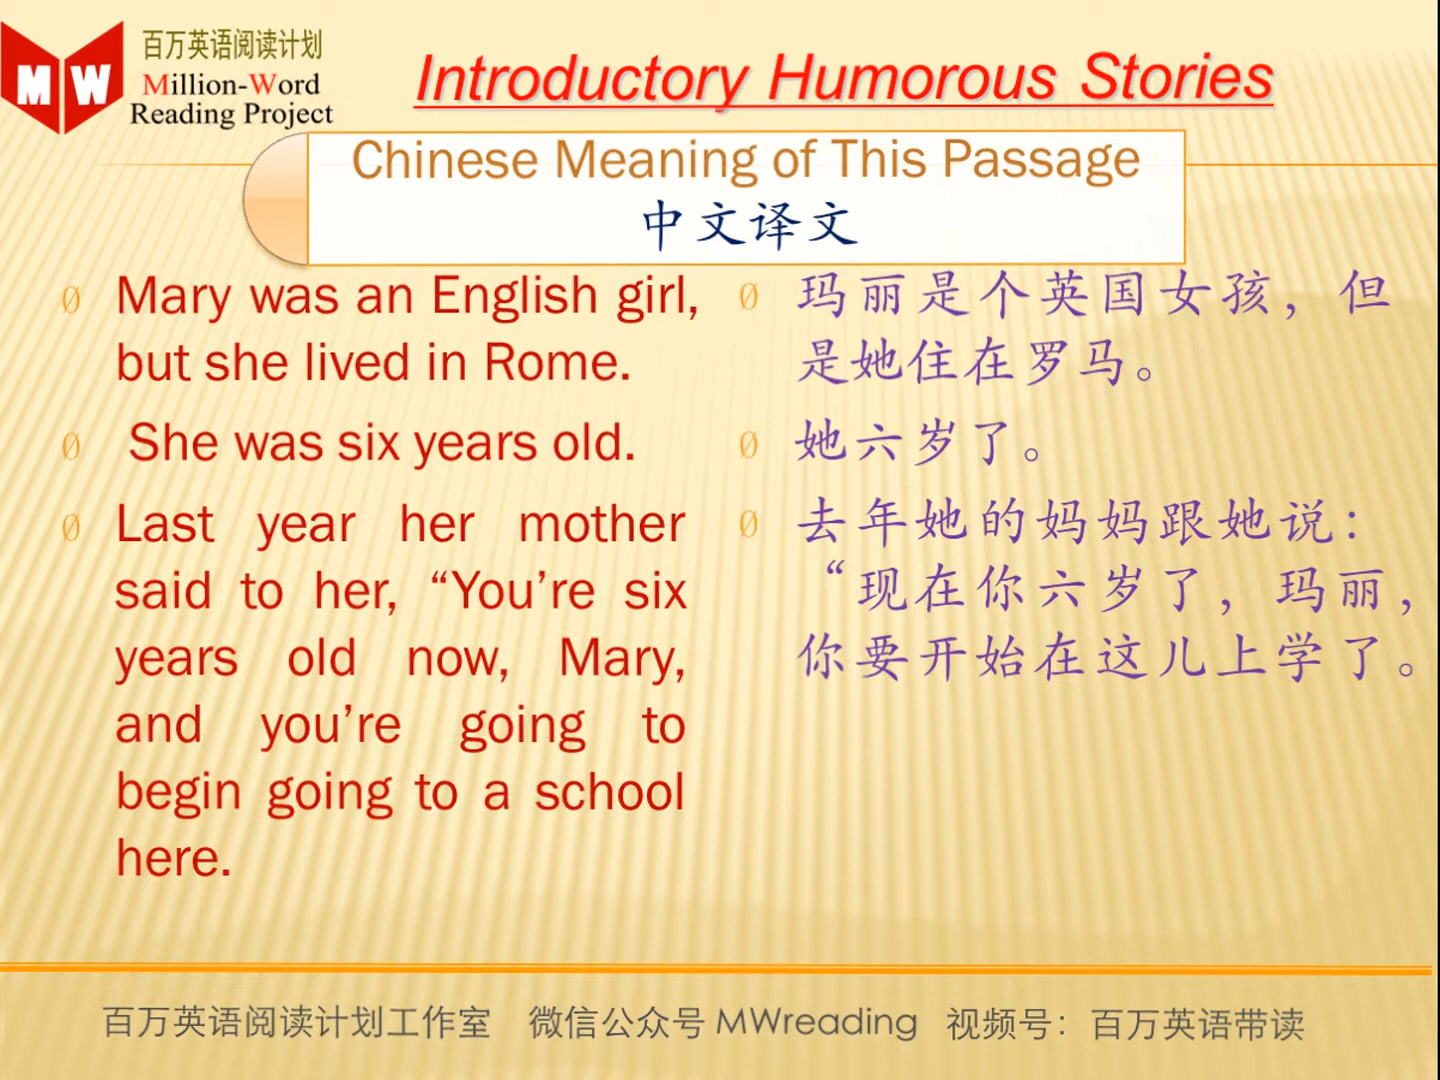 百万英语阅读计划
MW
Million-Word
Reading Project
Introductory Humorous Stories
Chinese Meaning of This Passage
中文译文
Ø Mary was an English girl,
but she lived in Rome.
Ø She was six years old.
Ø Last year her mother
said to her, “You’re six
years old now, Mary,
and you’re going to
begin going to a school
here.
Ø 玛丽是个英国女孩，但
是她住在罗马。
Ø 她六岁了。
Ø 去年她的妈妈跟她说：
“现在你六岁了，玛丽，
你要开始在这儿上学了。
百万英语阅读计划工作室 微信公众号 MWreading 视频号：百万英语带读